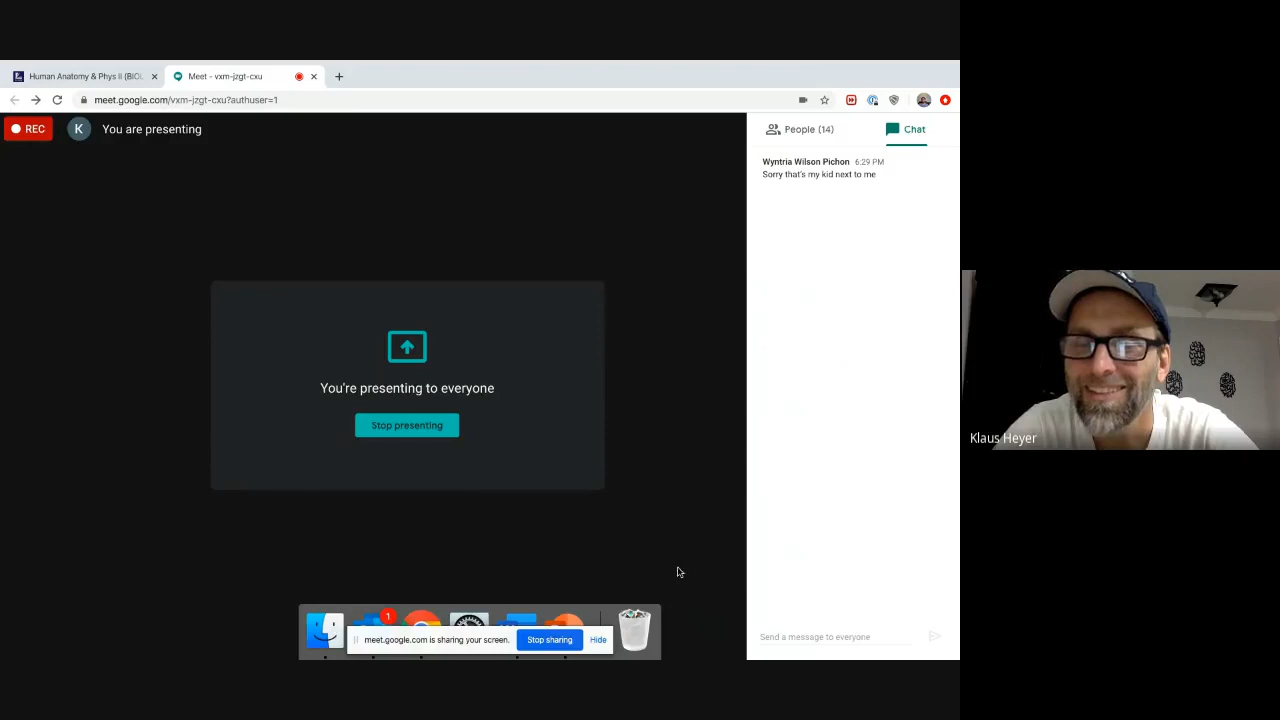 Human Anatomy & Phys II (BIOL
Meet - vxm-jzgt-cxu
meet.google.com/vxm-jzgt-cxu?authuser=1
REC
K
You are presenting
People (14)
Chat
Wyntria Wilson Pichon 6:29 PM
Sorry that's my kid next to me
You're presenting to everyone
Stop presenting
Klaus Heyer
1
meet.google.com is sharing your screen.
Stop sharing
Hide
Send a message to everyone